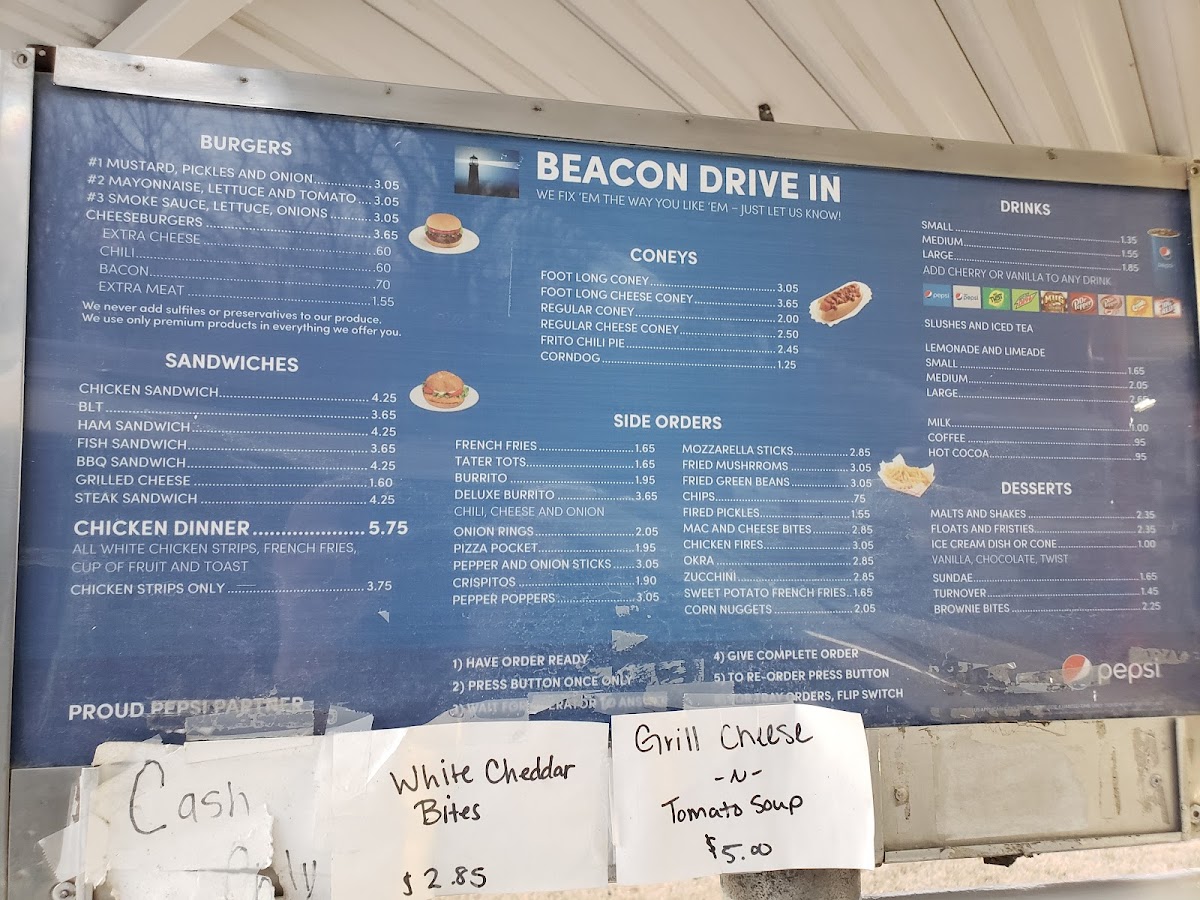 BURGERS
#1 MUSTARD, PICKLES AND ONION 3.05
#2 MAYONNAISE, LETTUCE AND TOMATO 3.05
#3 SMOKE SAUCE, LETTUCE, ONIONS 3.05
CHEESEBURGERS 3.65
EXTRA CHEESE .60
CHILI .60
BACON .70
EXTRA MEAT 1.55
We never add sulfites or preservatives to our produce.
We use only premium products in everything we offer you.
SANDWICHES
CHICKEN SANDWICH 4.25
BLT 3.65
HAM SANDWICH 4.25
FISH SANDWICH 3.65
BBQ SANDWICH 4.25
GRILLED CHEESE 1.60
STEAK SANDWICH 4.25
CHICKEN DINNER 5.75
ALL WHITE CHICKEN STRIPS, FRENCH FRIES,
CUP OF FRUIT AND TOAST
CHICKEN STRIPS ONLY 3.75
PROUD PEPSI PARTNER
BEACON DRIVE IN
WE FIX 'EM THE WAY YOU LIKE 'EM – JUST LET US KNOW!
CONEYS
FOOT LONG CONEY 3.05
FOOT LONG CHEESE CONEY 3.65
REGULAR CONEY 2.00
REGULAR CHEESE CONEY 2.50
FRITO CHILI PIE 2.45
CORNDOG 1.25
SIDE ORDERS
FRENCH FRIES 1.65
TATER TOTS 1.65
BURRITO 1.95
DELUXE BURRITO 3.65
CHILI, CHEESE AND ONION
ONION RINGS 2.05
PIZZA POCKET 1.95
PEPPER AND ONION STICKS 3.05
CRISPITOS 1.90
PEPPER POPPERS 3.05
MOZZARELLA STICKS 2.85
FRIED MUSHRROMS 3.05
FRIED GREEN BEANS 3.05
CHIPS .75
FIRED PICKLES 1.55
MAC AND CHEESE BITES 2.85
CHICKEN FIRES 3.05
OKRA 2.85
ZUCCHINI 2.85
SWEET POTATO FRENCH FRIES 1.65
CORN NUGGETS 2.05
1) HAVE ORDER READY
2) PRESS BUTTON ONCE ONLY
3) WAIT FOR OPERATOR TO
4) GIVE COMPLETE ORDER
5) TO RE-ORDER PRESS BUTTON
ORDERS, FLIP SWITCH
DRINKS
SMALL 1.35
MEDIUM 1.55
LARGE 1.85
ADD CHERRY OR VANILLA TO ANY DRINK
pepsi
SLUSHES AND ICED TEA
LEMONADE AND LIMEADE
SMALL 1.65
MEDIUM 2.05
LARGE 2.65
MILK 1.00
COFFEE .95
HOT COCOA .95
DESSERTS
MALTS AND SHAKES 2.35
FLOATS AND FRISTIES 2.35
ICE CREAM DISH OR CONE 1.00
VANILLA, CHOCOLATE, TWIST
SUNDAE 1.65
TURNOVER 1.45
BROWNIE BITES 2.25
pepsi
Cash
Only
White Cheddar
Bites
$2.85
Grill Cheese
-N-
Tomato Soup
$5.00